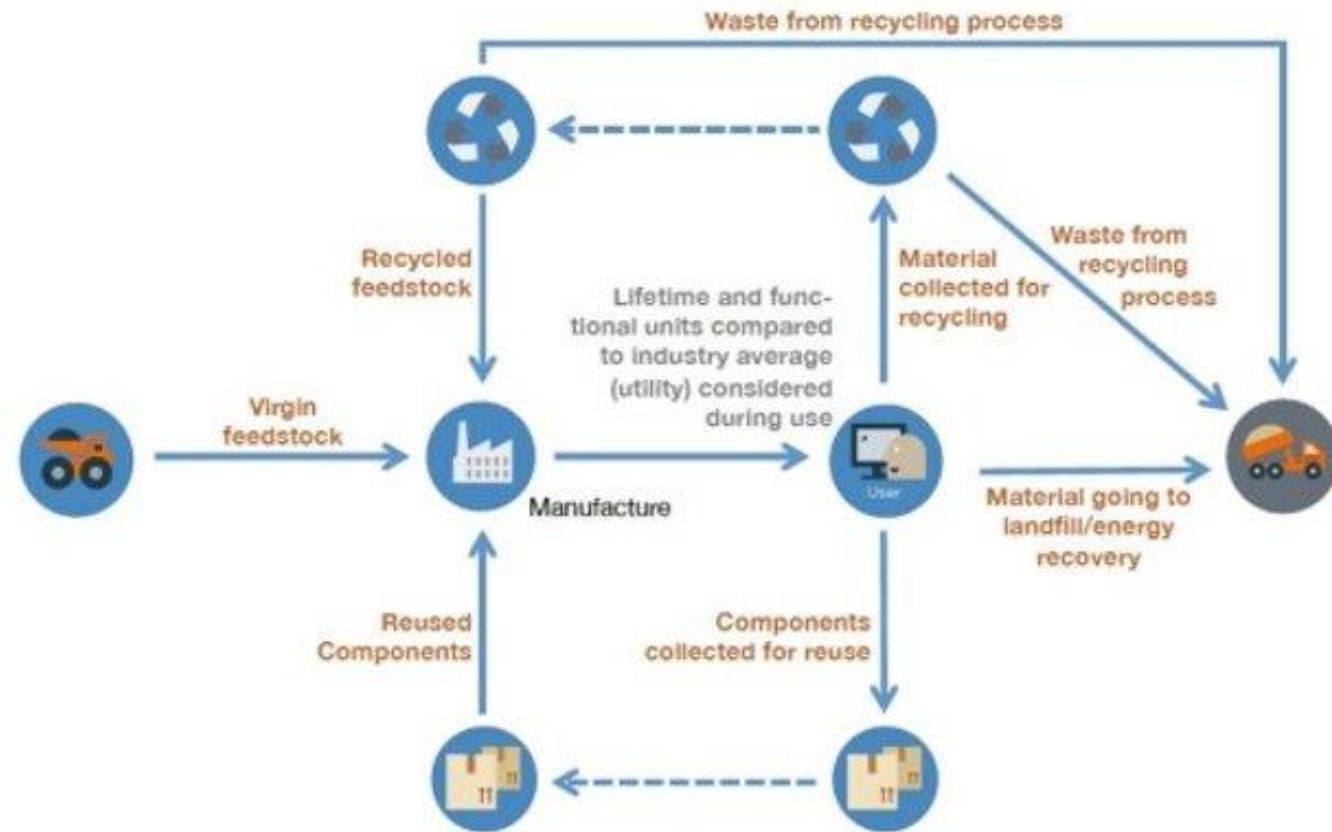 Waste from recycling process
Recycled
feedstock
Lifetime and func-
tional units compared
to industry average
(utility) considered
during use
Material
collected for
recycling
Waste from
recycling
process
Virgin
feedstock
Manufacture
User
Material going to
landfill/energy
recovery
Reused
Components
Components
collected for reuse